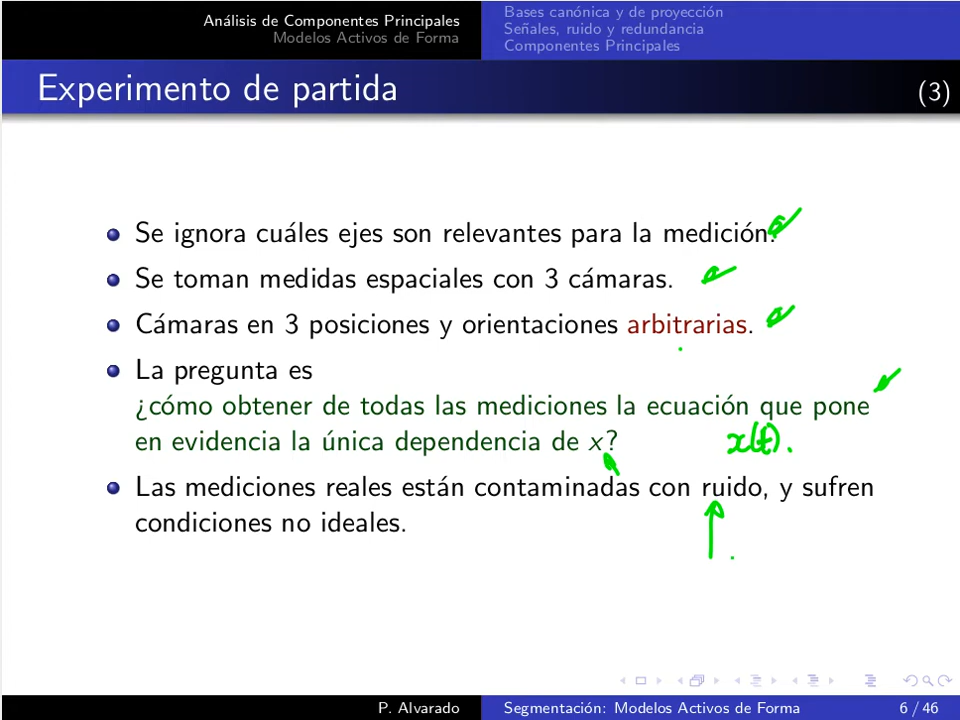 Análisis de Componentes Principales
Modelos Activos de Forma
Bases canónica y de proyección
Señales, ruido y redundancia
Componentes Principales
Experimento de partida
(3)
Se ignora cuáles ejes son relevantes para la medición.
Se toman medidas espaciales con 3 cámaras.
Cámaras en 3 posiciones y orientaciones arbitrarias.
La pregunta es
¿cómo obtener de todas las mediciones la ecuación que pone
en evidencia la única dependencia de x?
x(t).
Las mediciones reales están contaminadas con ruido, y sufren
condiciones no ideales.
P. Alvarado
Segmentación: Modelos Activos de Forma
6 / 46